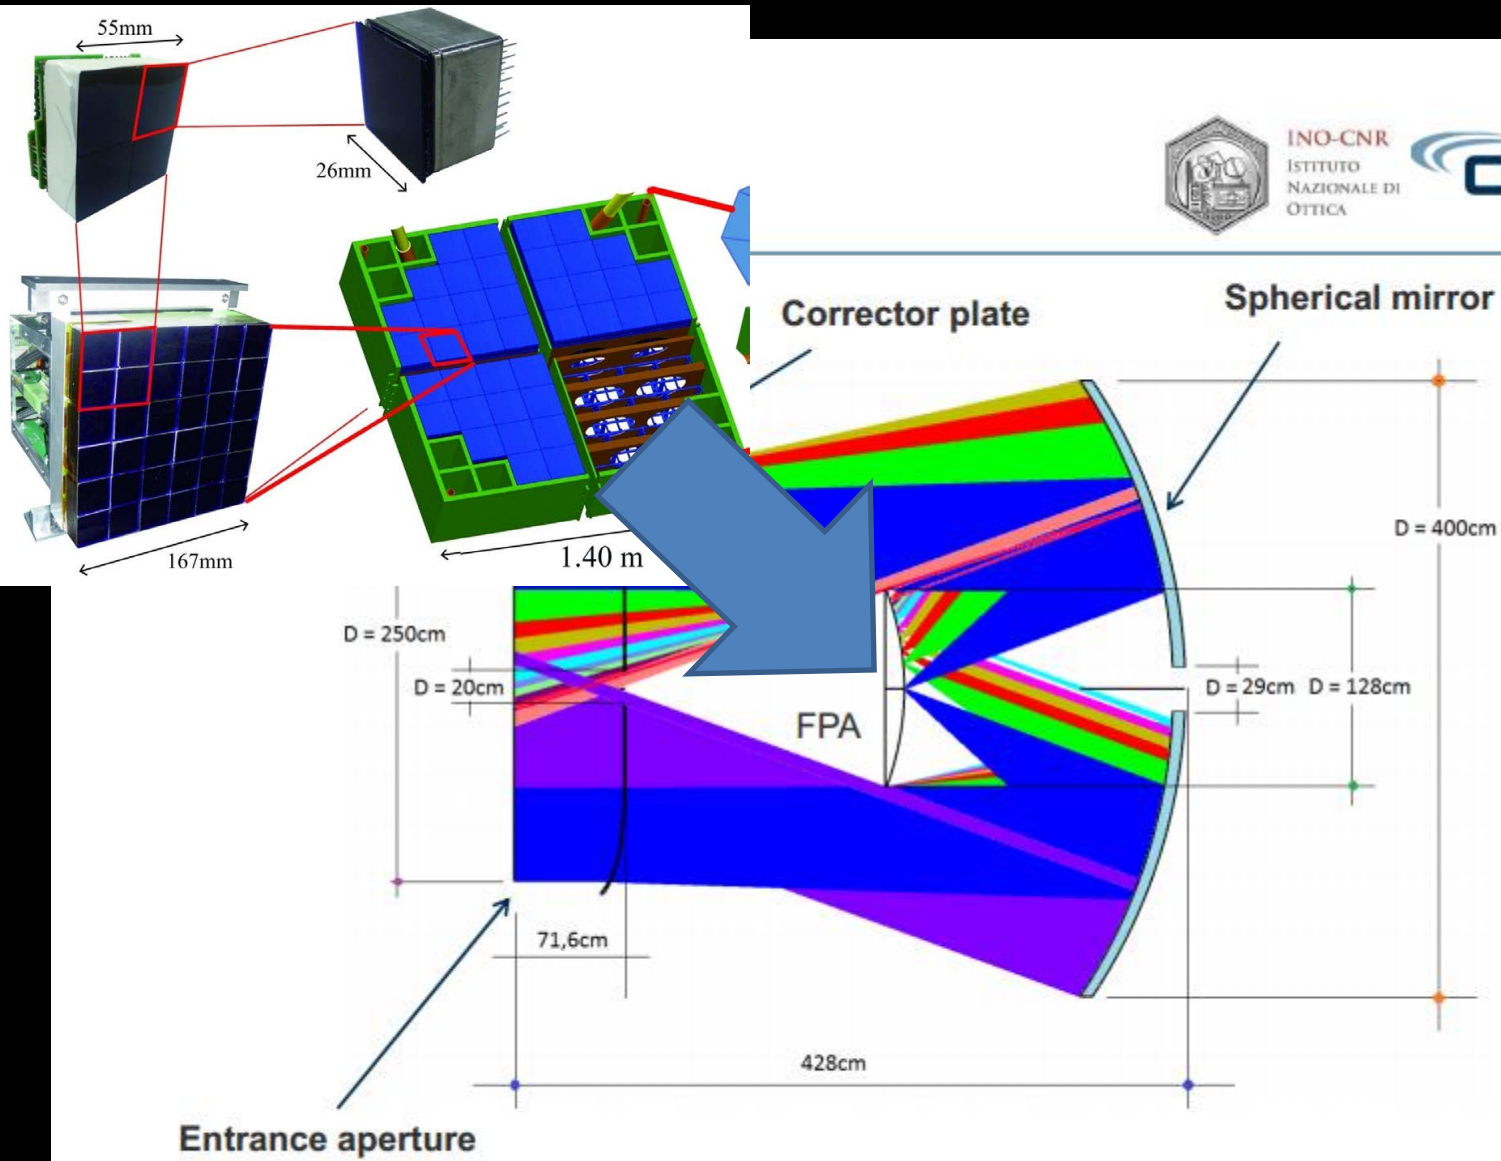 55mm
26mm
167mm
1.40 m
INO-CNR
ISTITUTO
NAZIONALE DI
OTTICA
Corrector plate
Spherical mirror
D = 400cm
D = 250cm
D = 20cm
D = 29cm
D = 128cm
FPA
71,6cm
428cm
Entrance aperture